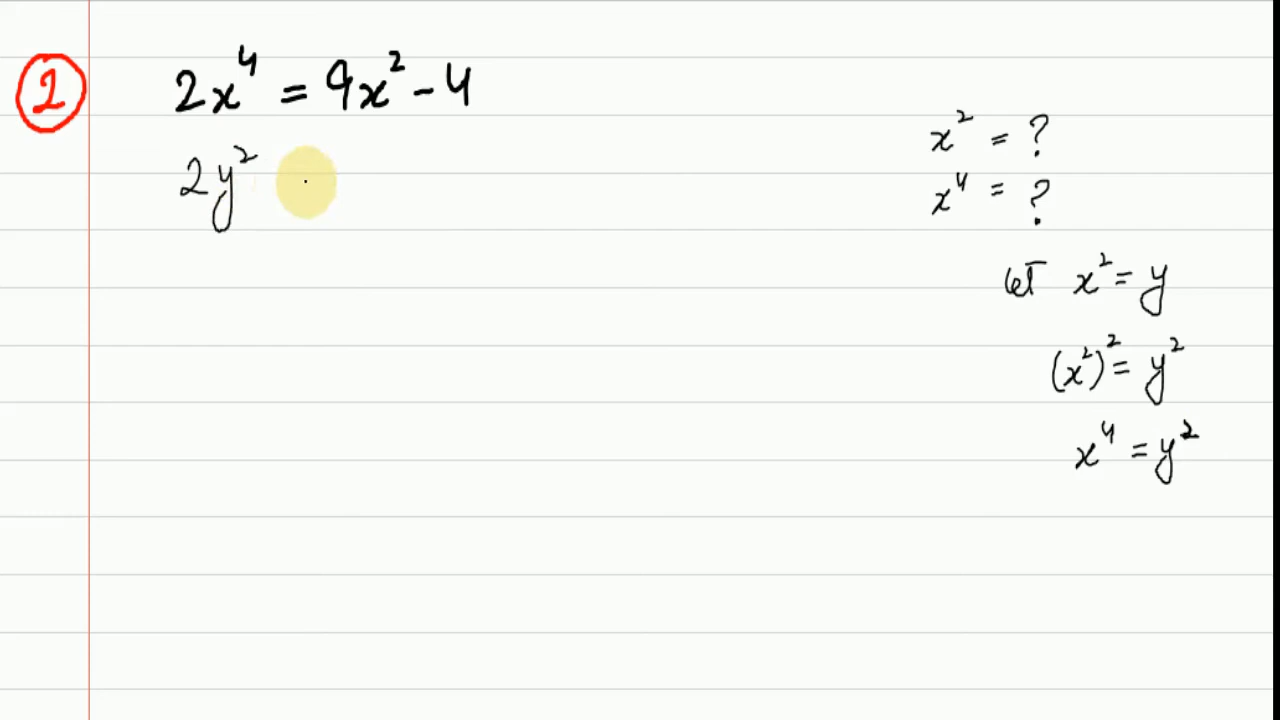 2 2x⁴ = 9x² - 4
2y²
x² = ?
x⁴ = ?
let x² = y
(x²)² = y²
x⁴ = y²